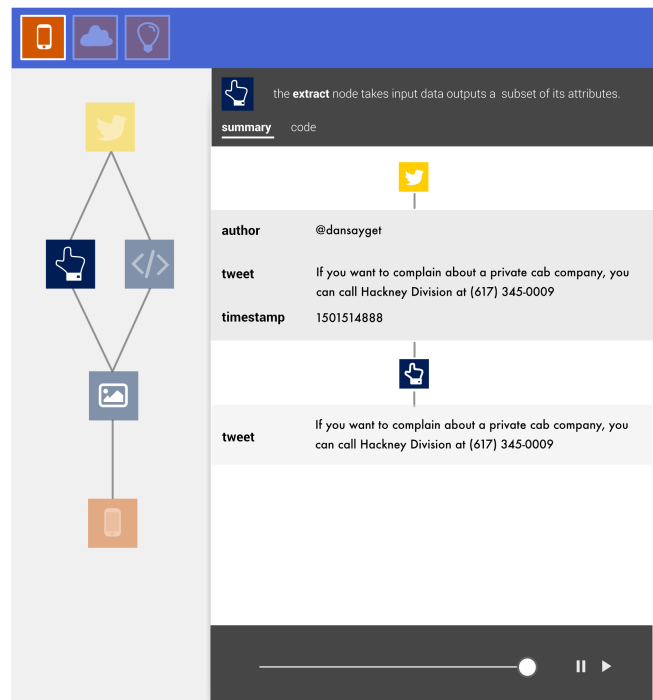 the extract node takes input data outputs a subset of its attributes.
summary code
author @dansayget
tweet If you want to complain about a private cab company, you
can call Hackney Division at (617) 345-0009
timestamp 1501514888
tweet If you want to complain about a private cab company, you
can call Hackney Division at (617) 345-0009